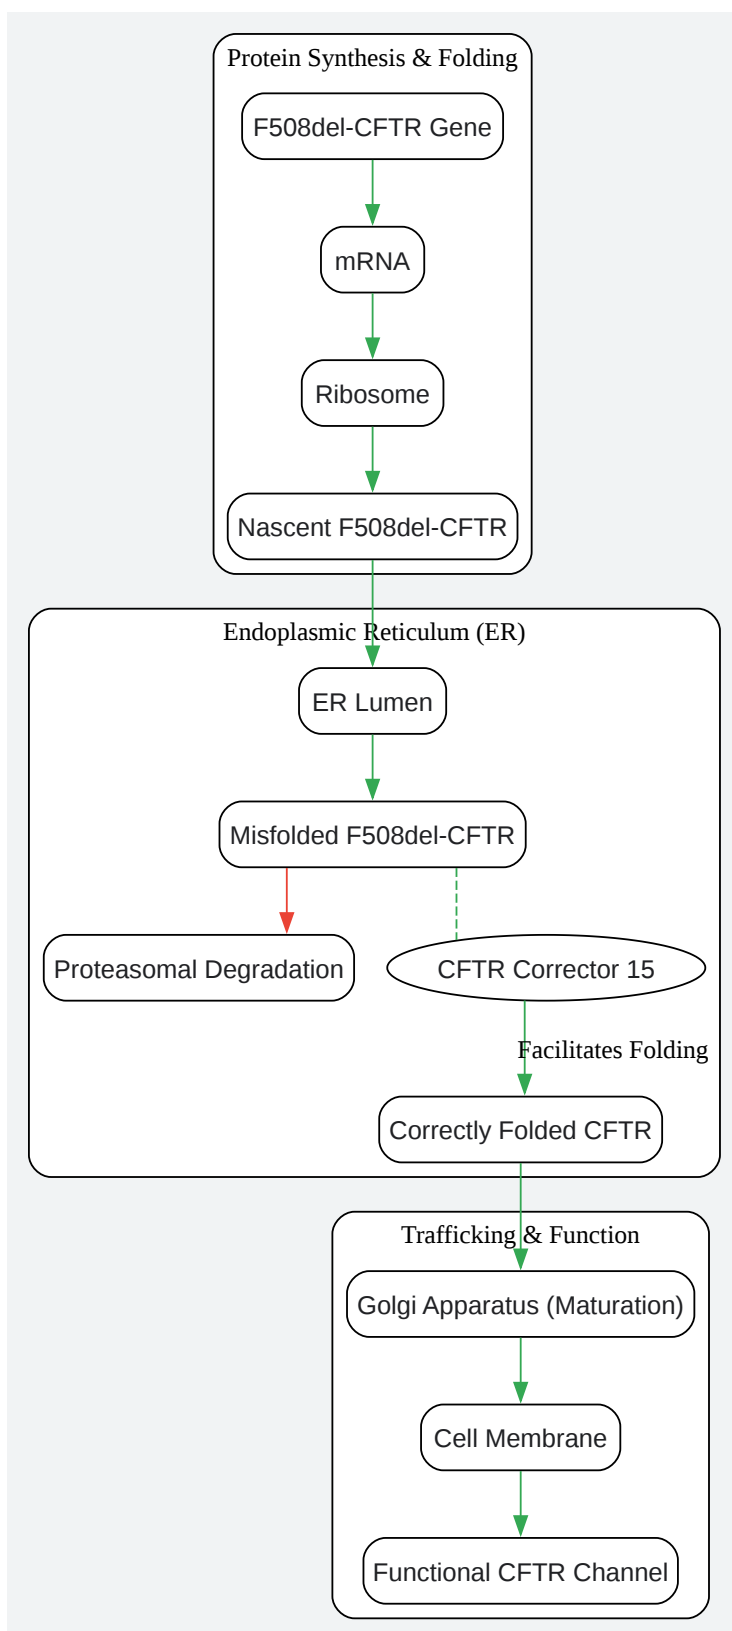 Protein Synthesis & Folding
F508del-CFTR Gene
mRNA
Ribosome
Nascent F508del-CFTR
Endoplasmic Reticulum (ER)
ER Lumen
Misfolded F508del-CFTR
Proteasomal Degradation
CFTR Corrector 15
Facilitates Folding
Correctly Folded CFTR
Trafficking & Function
Golgi Apparatus (Maturation)
Cell Membrane
Functional CFTR Channel